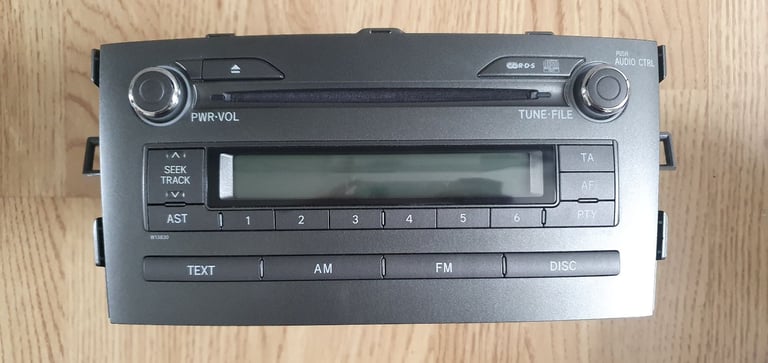 R·D·S
PUSH
AUDIO CTRL
PWR·VOL
TUNE·FILE
SEEK
TRACK
TA
AF
AST
1
2
3
4
5
6
PTY
W53830
TEXT
AM
FM
DISC